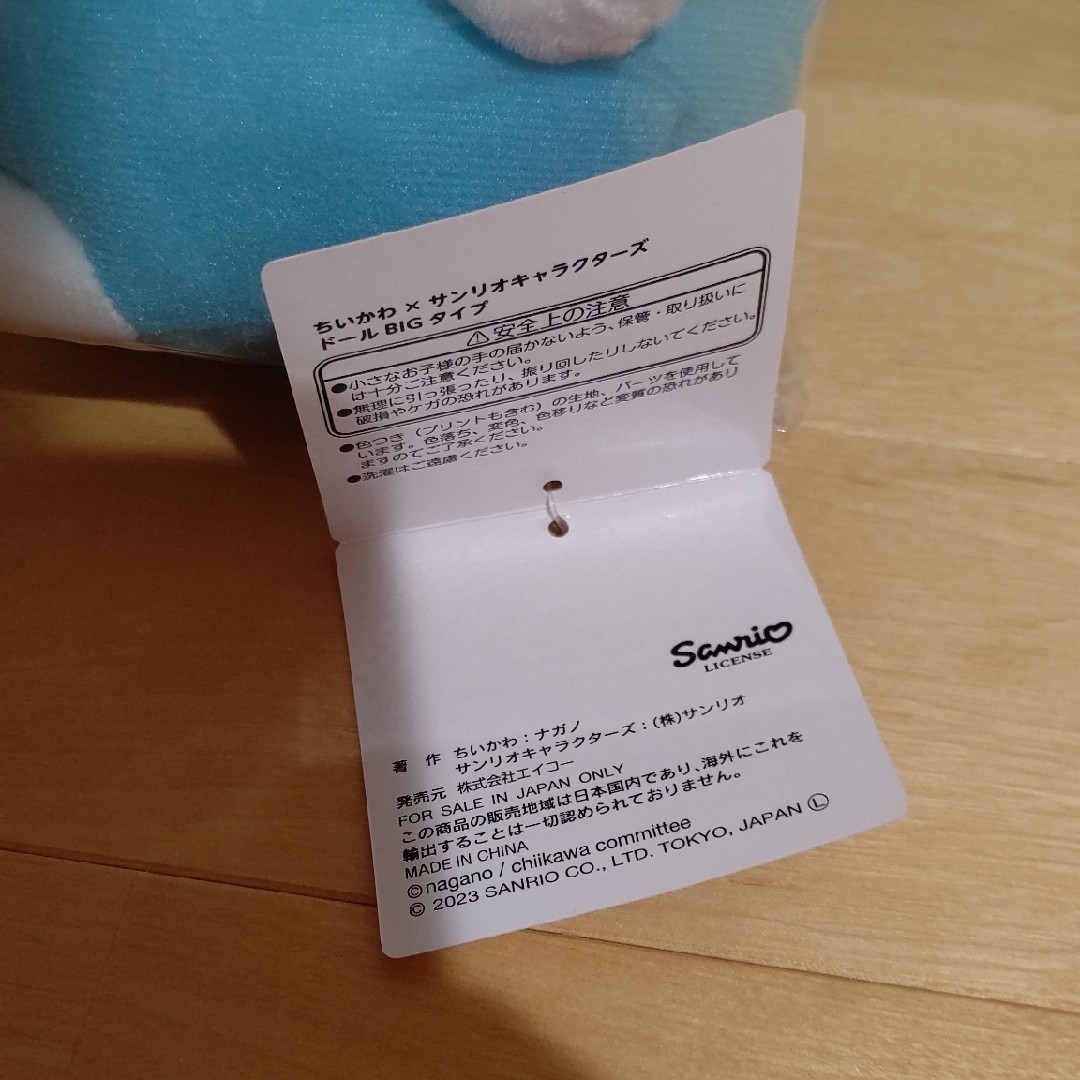 ちいかわ × サンリオキャラクターズ
ドール BIG タイプ
⚠ 安全上の注意
●小さなお子様の手の届かないよう、保管・取り扱いに
は十分ご注意ください。
●無理に引っ張ったり、振り回したりしないでください。
破損やケガの恐れがあります。
●色つき（プリントも含む）の生地、パーツを使用して
います。色落ち、変色、色移りなど変質の恐れがあり
ますのでご了承ください。
●洗濯はご遠慮ください。
Sanrio
LICENSE
著 作 ちいかわ：ナガノ
サンリオキャラクターズ：(株)サンリオ
発売元 株式会社エイコー
FOR SALE IN JAPAN ONLY
この商品の販売地域は日本国内であり、海外にこれを
輸出することは一切認められておりません。
MADE IN CHINA
©nagano / chiikawa committee
© 2023 SANRIO CO., LTD. TOKYO, JAPAN Ⓛ